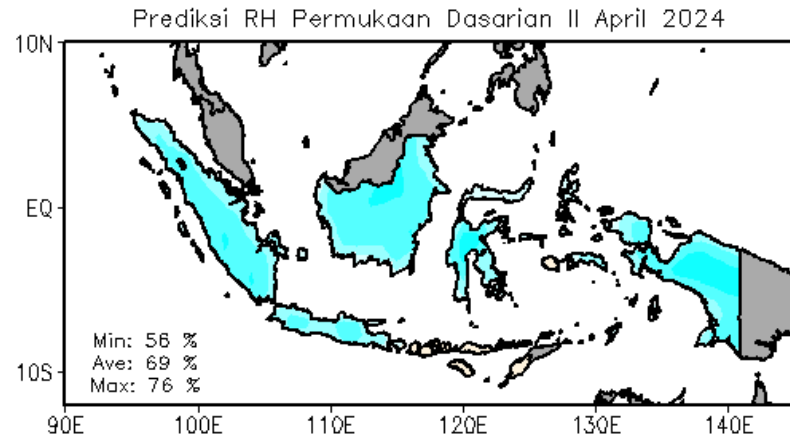 Prediksi RH Permukaan Dasarian II April 2024
10N
EQ
10S
Min: 56 %
Ave: 69 %
Max: 76 %
90E 100E 110E 120E 130E 140E